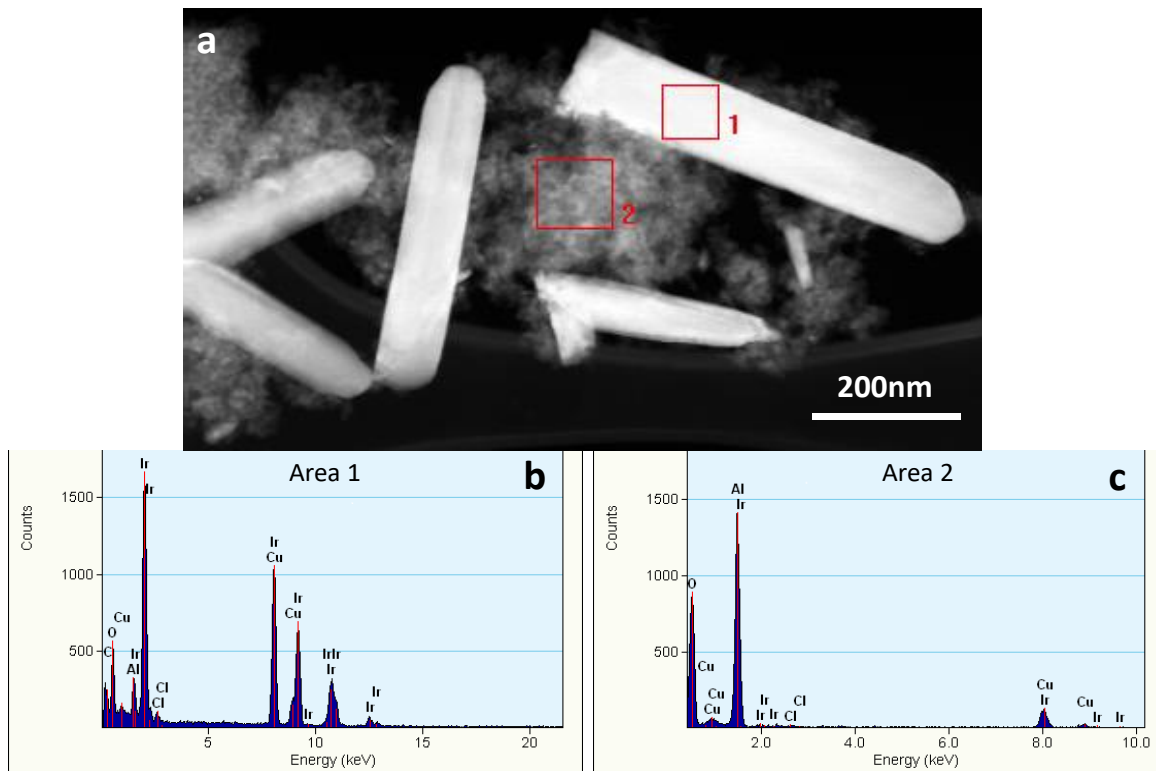 a
1
2
200nm
Area 1
b
Counts
1500
1000
500
Ir
Ir
Cu
O
C
Ir
Al
Cl
Cl
Ir
Cu
Ir
Cu
Ir
IrIr
Ir
Ir
Ir
5
10
15
20
Energy (keV)
Area 2
c
Counts
1500
1000
500
Al
Ir
O
Cu
Cu
Cu
Ir
Ir
Ir
Cl
Cl
Cu
Ir
Cu
Ir
Ir
2.0
4.0
6.0
8.0
10.0
Energy (keV)